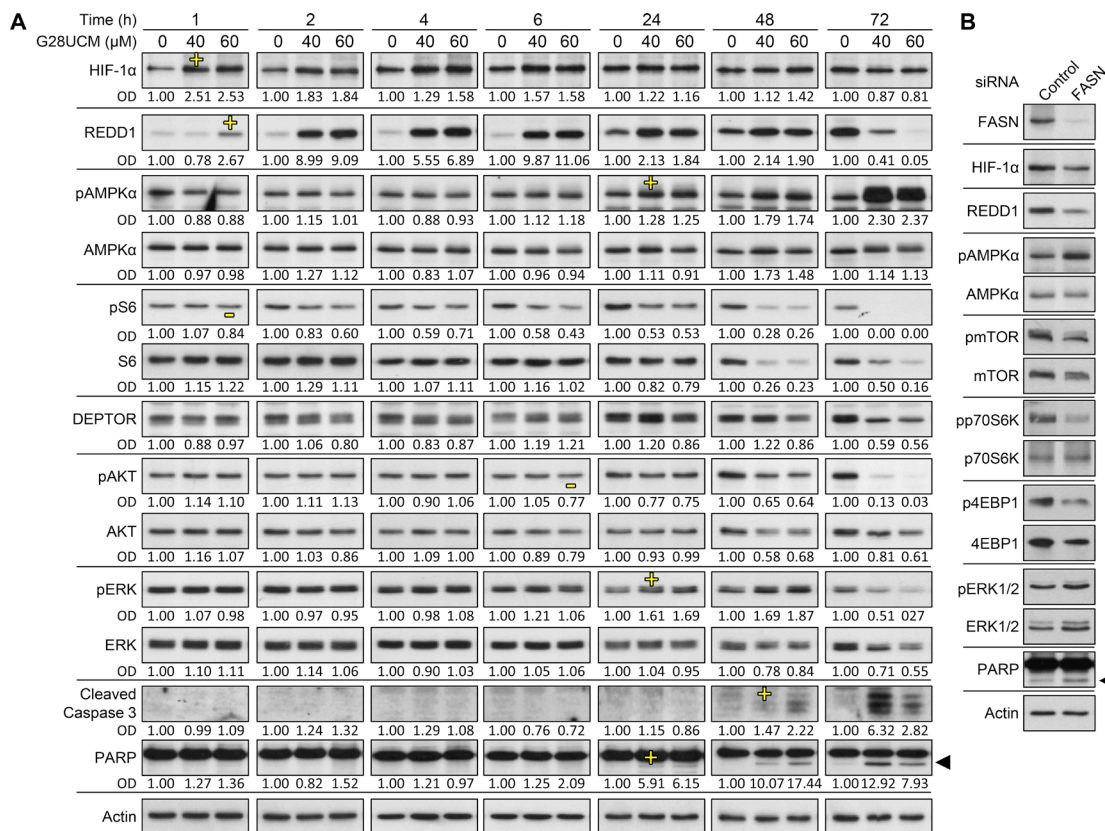 A
Time (h) 1 2 4 6 24 48 72
G28UCM (µM) 0 40 60 0 40 60 0 40 60 0 40 60 0 40 60 0 40 60 0 40 60
HIF-1α
OD 1.00 2.51 2.53 1.00 1.83 1.84 1.00 1.29 1.58 1.00 1.57 1.58 1.00 1.22 1.16 1.00 1.12 1.42 1.00 0.87 0.81
REDD1
OD 1.00 0.78 2.67 1.00 8.99 9.09 1.00 5.55 6.89 1.00 9.87 11.06 1.00 2.13 1.84 1.00 2.14 1.90 1.00 0.41 0.05
pAMPKα
OD 1.00 0.88 0.88 1.00 1.15 1.01 1.00 0.88 0.93 1.00 1.12 1.18 1.00 1.28 1.25 1.00 1.79 1.74 1.00 2.30 2.37
AMPKα
OD 1.00 0.97 0.98 1.00 1.27 1.12 1.00 0.83 1.07 1.00 0.96 0.94 1.00 1.11 0.91 1.00 1.73 1.48 1.00 1.14 1.13
pS6
OD 1.00 1.07 0.84 1.00 0.83 0.60 1.00 0.59 0.71 1.00 0.58 0.43 1.00 0.53 0.53 1.00 0.28 0.26 1.00 0.00 0.00
S6
OD 1.00 1.15 1.22 1.00 1.29 1.11 1.00 1.07 1.11 1.00 1.16 1.02 1.00 0.82 0.79 1.00 0.26 0.23 1.00 0.50 0.16
DEPTOR
OD 1.00 0.88 0.97 1.00 1.06 0.80 1.00 0.83 0.87 1.00 1.19 1.21 1.00 1.20 0.86 1.00 1.22 0.86 1.00 0.59 0.56
pAKT
OD 1.00 1.14 1.10 1.00 1.11 1.13 1.00 0.90 1.06 1.00 1.05 0.77 1.00 0.77 0.75 1.00 0.65 0.64 1.00 0.13 0.03
AKT
OD 1.00 1.16 1.07 1.00 1.03 0.86 1.00 1.09 1.00 1.00 0.89 0.79 1.00 0.93 0.99 1.00 0.58 0.68 1.00 0.81 0.61
pERK
OD 1.00 1.07 0.98 1.00 0.97 0.95 1.00 0.98 1.08 1.00 1.21 1.06 1.00 1.61 1.69 1.00 1.69 1.87 1.00 0.51 027
ERK
OD 1.00 1.10 1.11 1.00 1.14 1.06 1.00 0.90 1.03 1.00 1.05 1.06 1.00 1.04 0.95 1.00 0.78 0.84 1.00 0.71 0.55
Cleaved
Caspase 3
OD 1.00 0.99 1.09 1.00 1.24 1.32 1.00 1.29 1.08 1.00 0.76 0.72 1.00 1.15 0.86 1.00 1.47 2.22 1.00 6.32 2.82
PARP
OD 1.00 1.27 1.36 1.00 0.82 1.52 1.00 1.21 0.97 1.00 1.25 2.09 1.00 5.91 6.15 1.00 10.07 17.44 1.00 12.92 7.93
Actin
B
siRNA Control FASN
FASN
HIF-1α
REDD1
pAMPKα
AMPKα
pmTOR
mTOR
pp70S6K
p70S6K
p4EBP1
4EBP1
pERK1/2
ERK1/2
PARP
Actin